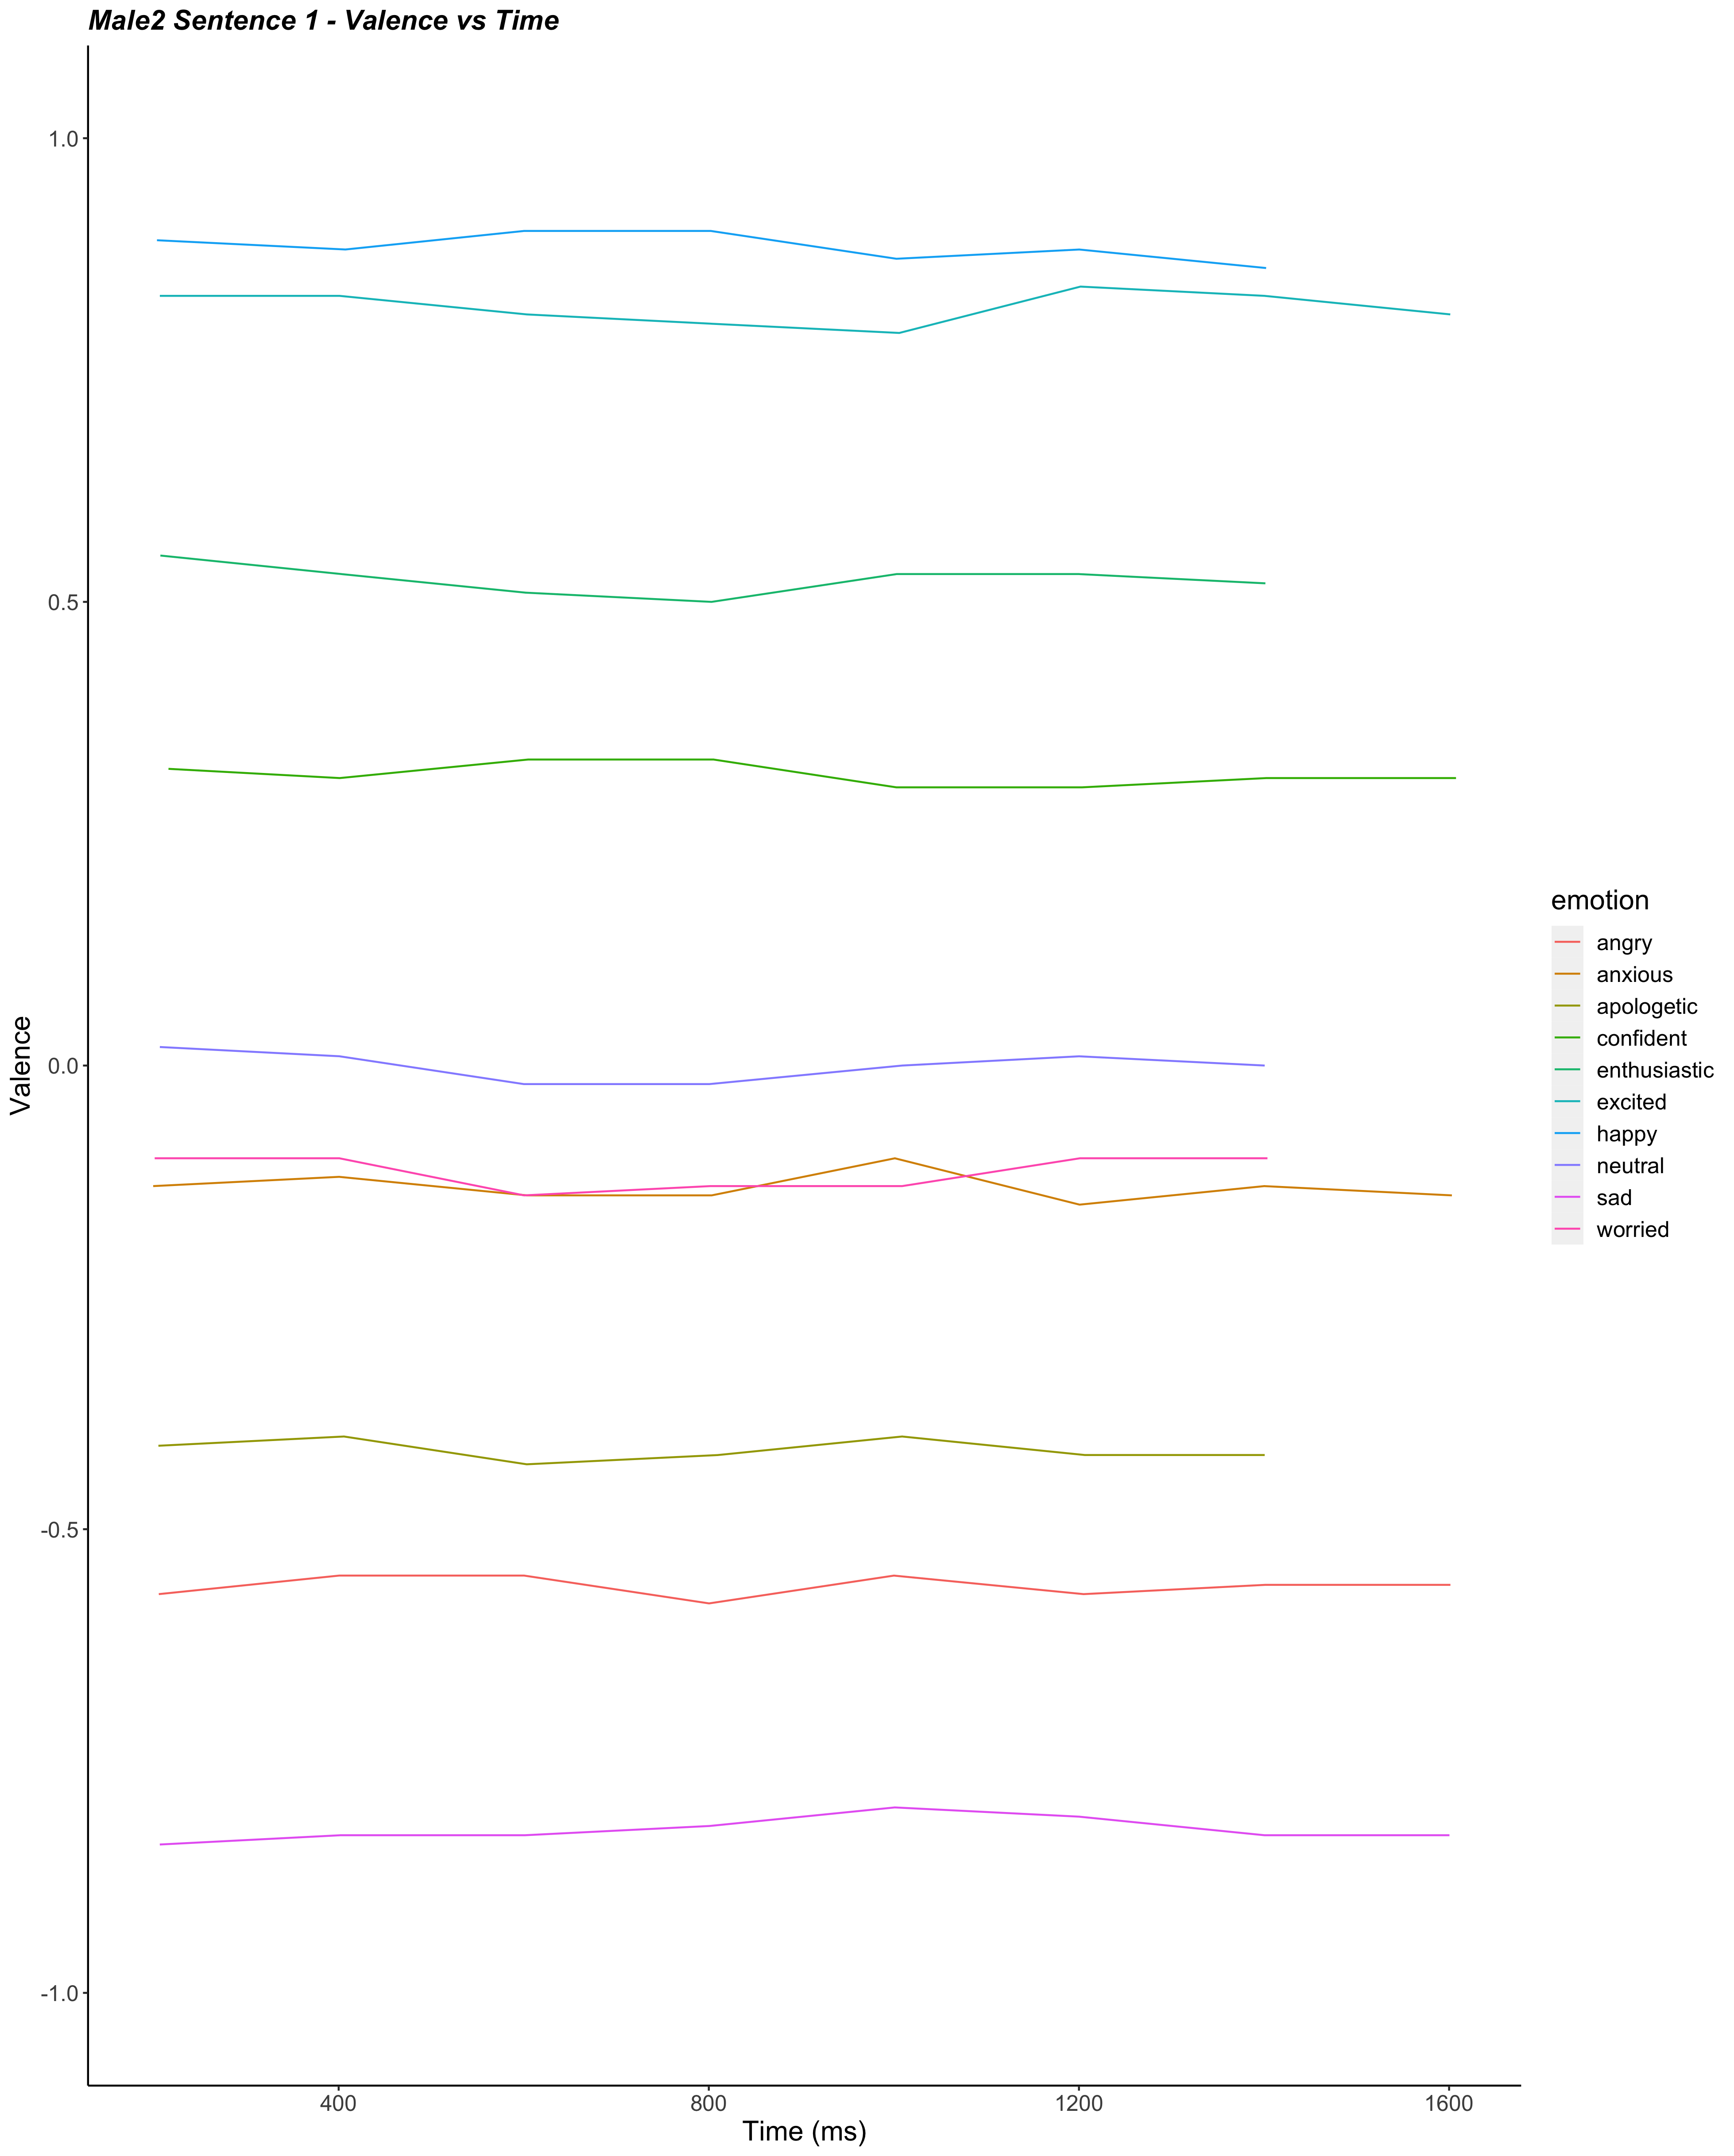 Male2 Sentence 1 - Valence vs Time
1.0
0.5
0.0
-0.5
-1.0
Valence
400
800
1200
1600
Time (ms)
emotion
angry
anxious
apologetic
confident
enthusiastic
excited
happy
neutral
sad
worried